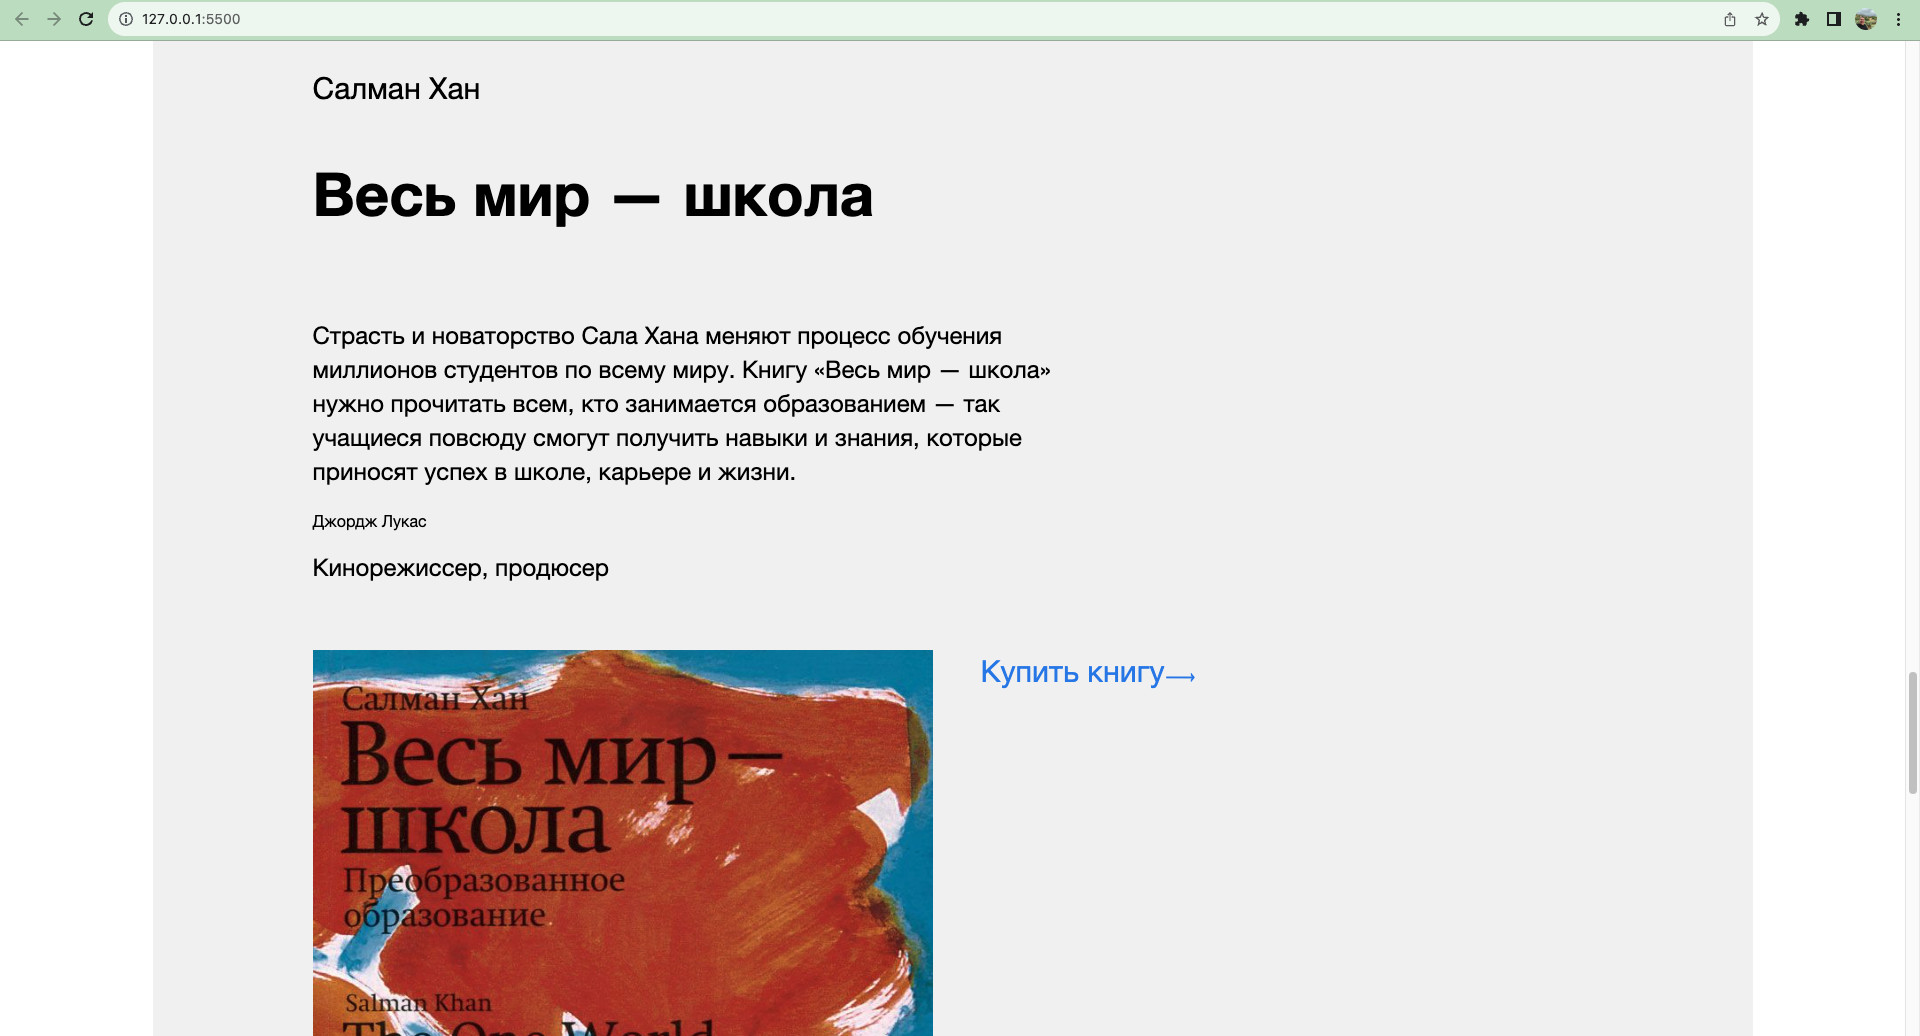 127.0.0.1:5500
Салман Хан
Весь мир — школа
Страсть и новаторство Сала Хана меняют процесс обучения
миллионов студентов по всему миру. Книгу «Весь мир — школа»
нужно прочитать всем, кто занимается образованием — так
учащиеся повсюду смогут получить навыки и знания, которые
приносят успех в школе, карьере и жизни.
Джордж Лукас
Кинорежиссер, продюсер
Купить книгу
Салман Хан
Весь мир—
школа
Преобразованное
образование
Salman Khan
The One World